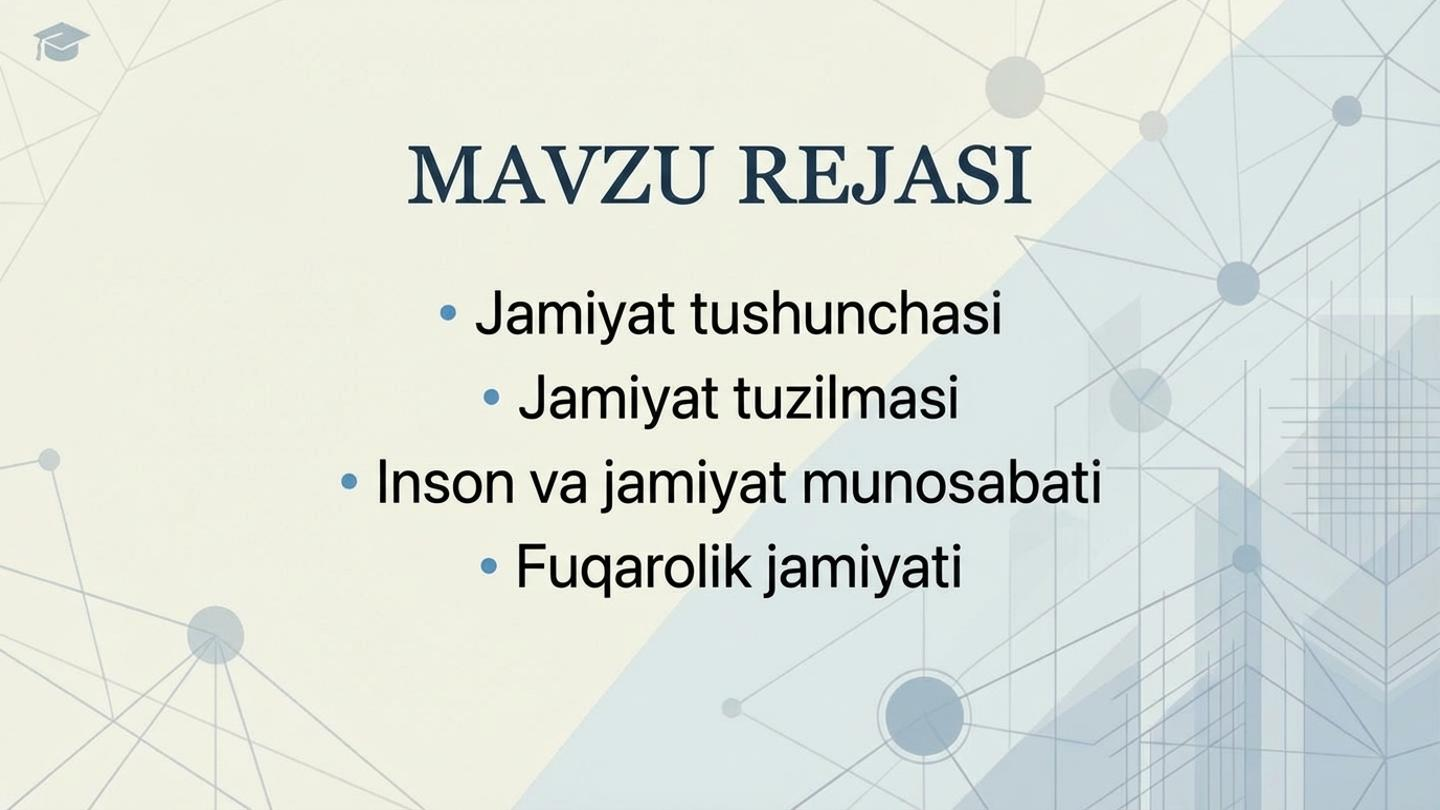 MAVZU REJASI
• Jamiyat tushunchasi
• Jamiyat tuzilmasi
• Inson va jamiyat munosabati
• Fuqarolik jamiyati